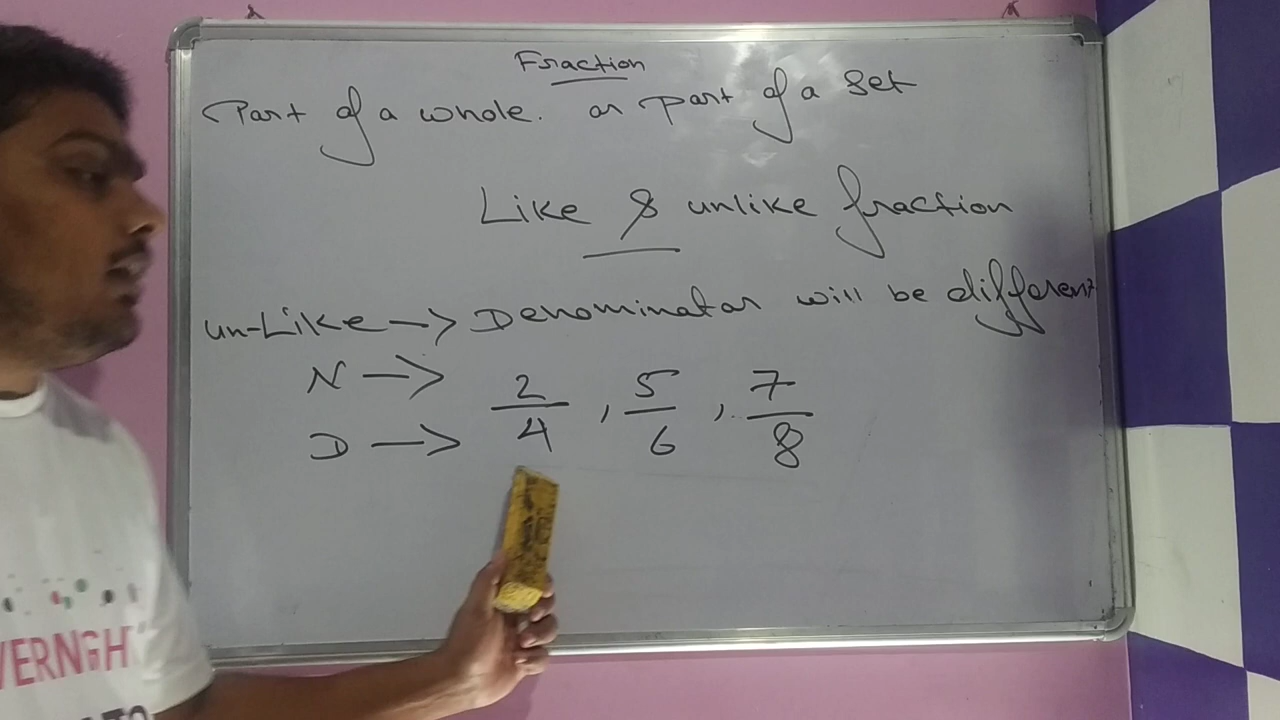 Fraction
Part of a whole. or part of a set
Like & unlike fraction
un-Like -> Denominator will be different
N -> 2/4, 5/6, 7/8
D ->
VERNGH